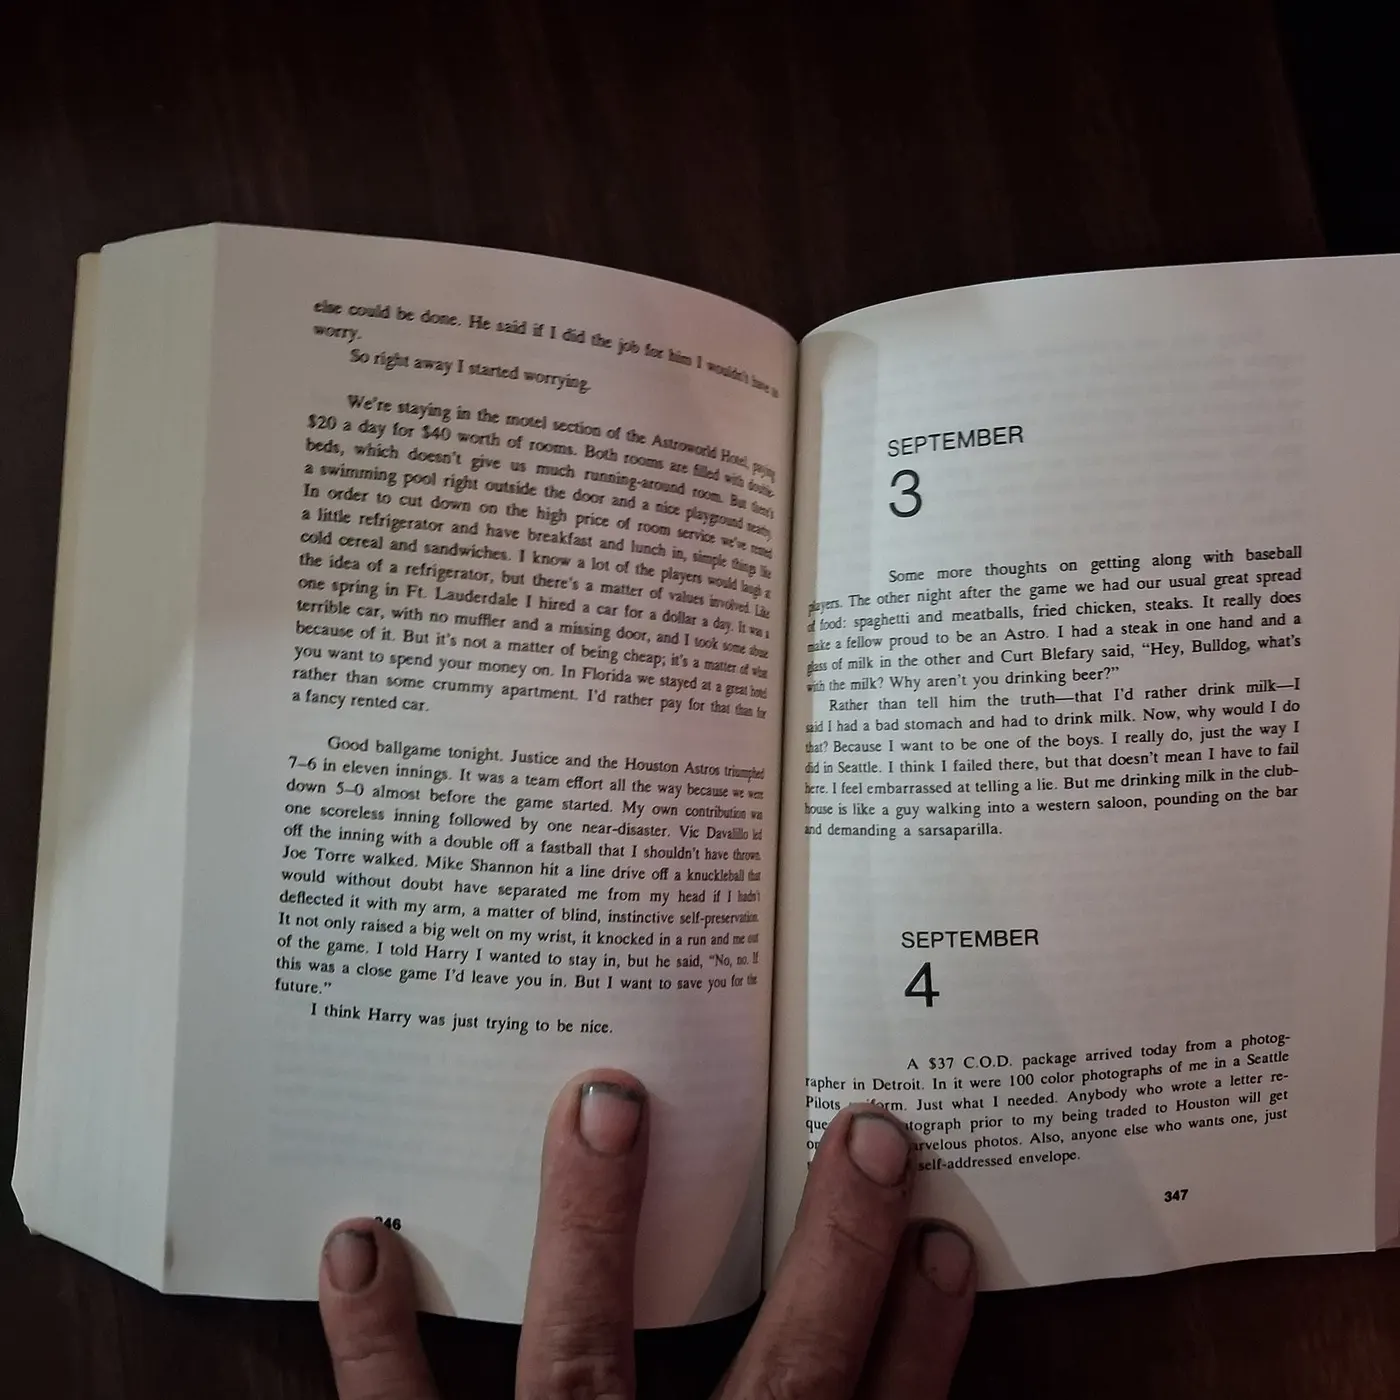 else could be done. He said if I did the job for him I wouldn't have to
worry.
So right away I started worrying.
We're staying in the motel section of the Astroworld Hotel, paying
$20 a day for $40 worth of rooms. Both rooms are filled with double
beds, which doesn't give us much running-around room. But there's
a swimming pool right outside the door and a nice playground nearby.
In order to cut down on the high price of room service we've rented
a little refrigerator and have breakfast and lunch in, simple things like
cold cereal and sandwiches. I know a lot of the players would laugh at
the idea of a refrigerator, but there's a matter of values involved. Like
one spring in Ft. Lauderdale I hired a car for a dollar a day. It was a
terrible car, with no muffler and a missing door, and I took some abuse
because of it. But it's not a matter of being cheap; it's a matter of what
you want to spend your money on. In Florida we stayed at a great hotel
rather than some crummy apartment. I'd rather pay for that than for
a fancy rented car.
Good ballgame tonight. Justice and the Houston Astros triumphed
7–6 in eleven innings. It was a team effort all the way because we were
down 5–0 almost before the game started. My own contribution was
one scoreless inning followed by one near-disaster. Vic Davalillo led
off the inning with a double off a fastball that I shouldn't have thrown.
Joe Torre walked. Mike Shannon hit a line drive off a knuckleball that
would without doubt have separated me from my head if I hadn't
deflected it with my arm, a matter of blind, instinctive self-preservation.
It not only raised a big welt on my wrist, it knocked in a run and me out
of the game. I told Harry I wanted to stay in, but he said, "No, no. If
this was a close game I'd leave you in. But I want to save you for the
future."
I think Harry was just trying to be nice.
46
SEPTEMBER
3
Some more thoughts on getting along with baseball
players. The other night after the game we had our usual great spread
of food: spaghetti and meatballs, fried chicken, steaks. It really does
make a fellow proud to be an Astro. I had a steak in one hand and a
glass of milk in the other and Curt Blefary said, "Hey, Bulldog, what's
with the milk? Why aren't you drinking beer?"
Rather than tell him the truth—that I'd rather drink milk—I
said I had a bad stomach and had to drink milk. Now, why would I do
that? Because I want to be one of the boys. I really do, just the way I
did in Seattle. I think I failed there, but that doesn't mean I have to fail
here. I feel embarrassed at telling a lie. But me drinking milk in the club-
house is like a guy walking into a western saloon, pounding on the bar
and demanding a sarsaparilla.
SEPTEMBER
4
A $37 C.O.D. package arrived today from a photog-
rapher in Detroit. In it were 100 color photographs of me in a Seattle
Pilots form. Just what I needed. Anybody who wrote a letter re-
que tograph prior to my being traded to Houston will get
arvelous photos. Also, anyone else who wants one, just
self-addressed envelope.
347